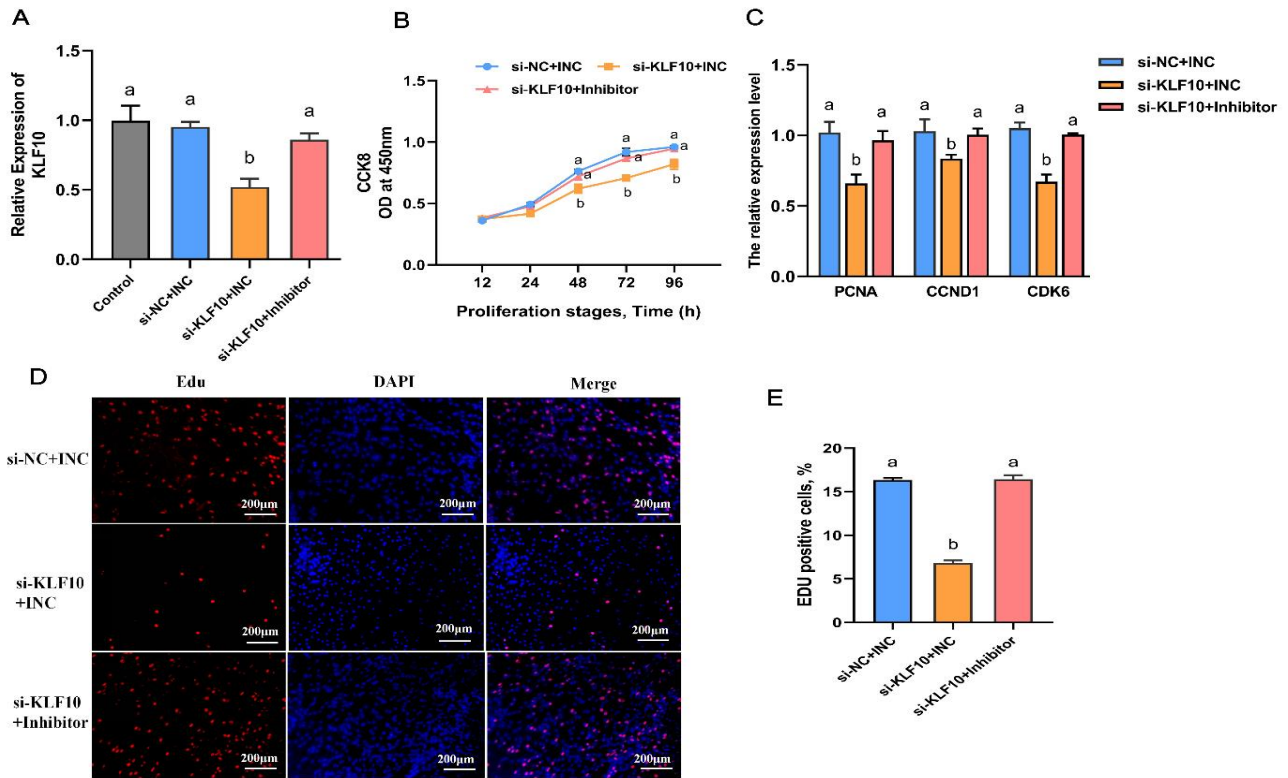 A
Relative Expression of
KLF10
1.5
1.0
0.5
0.0
a
a
b
a
Control
si-NC+INC
si-KLF10+INC
si-KLF10+Inhibitor
B
si-NC+INC
si-KLF10+INC
si-KLF10+Inhibitor
CCK8
OD at 450nm
1.5
1.0
0.5
0.0
a
a
a
a
a
a
b
b
b
12
24
48
72
96
Proliferation stages, Time (h)
C
si-NC+INC
si-KLF10+INC
si-KLF10+Inhibitor
The relative expression level
1.5
1.0
0.5
0.0
a
b
a
a
b
a
a
b
a
PCNA
CCND1
CDK6
D
Edu
DAPI
Merge
si-NC+INC
200μm
200μm
200μm
si-KLF10
+INC
200μm
200μm
200μm
si-KLF10
+Inhibitor
200μm
200μm
200μm
E
EDU positive cells, %
20
15
10
5
0
a
b
a
si-NC+INC
si-KLF10+INC
si-KLF10+Inhibitor